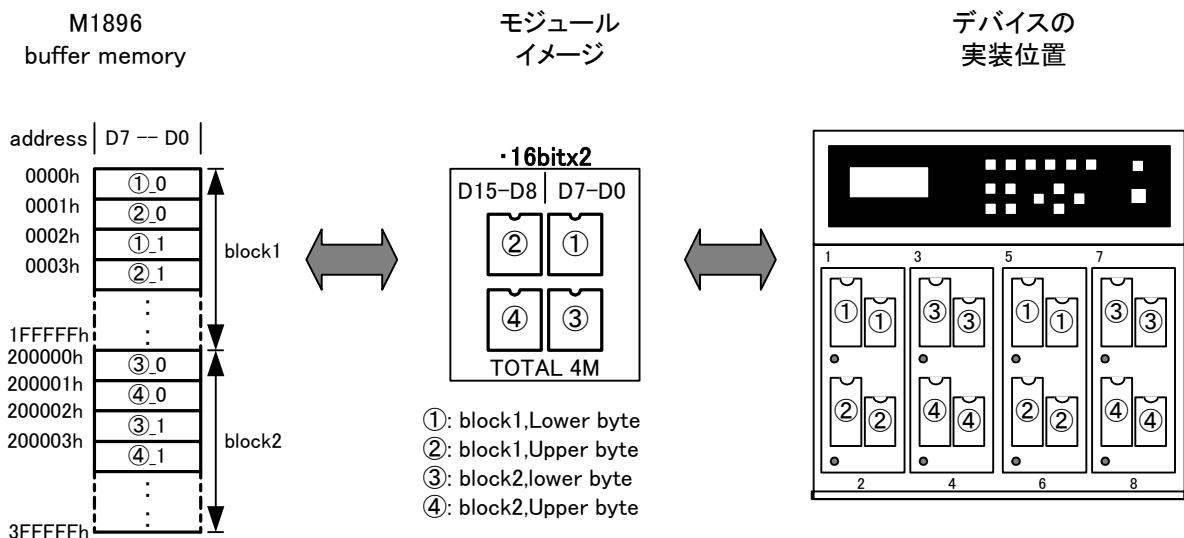 M1896
buffer memory
モジュール
イメージ
デバイスの
実装位置
address D7 -- D0
0000h ①_0
0001h ②_0
0002h ①_1
0003h ②_1
block1
1FFFFFh
200000h ③_0
200001h ④_0
200002h ③_1
200003h ④_1
block2
3FFFFFh
・16bitx2
D15-D8 D7-D0
② ①
④ ③
TOTAL 4M
①: block1,Lower byte
②: block1,Upper byte
③: block2,lower byte
④: block2,Upper byte
1 3 5 7
① ① ③ ③ ① ① ③ ③
② ② ④ ④ ② ② ④ ④
2 4 6 8